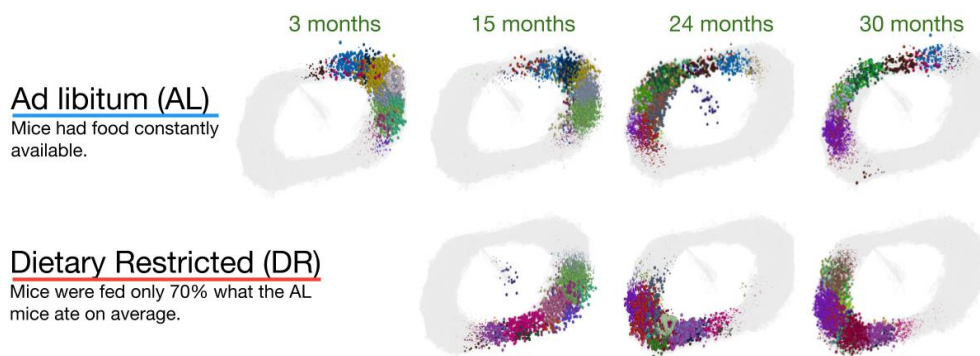 3 months
15 months
24 months
30 months
Ad libitum (AL)
Mice had food constantly
available.
Dietary Restricted (DR)
Mice were fed only 70% what the AL
mice ate on average.